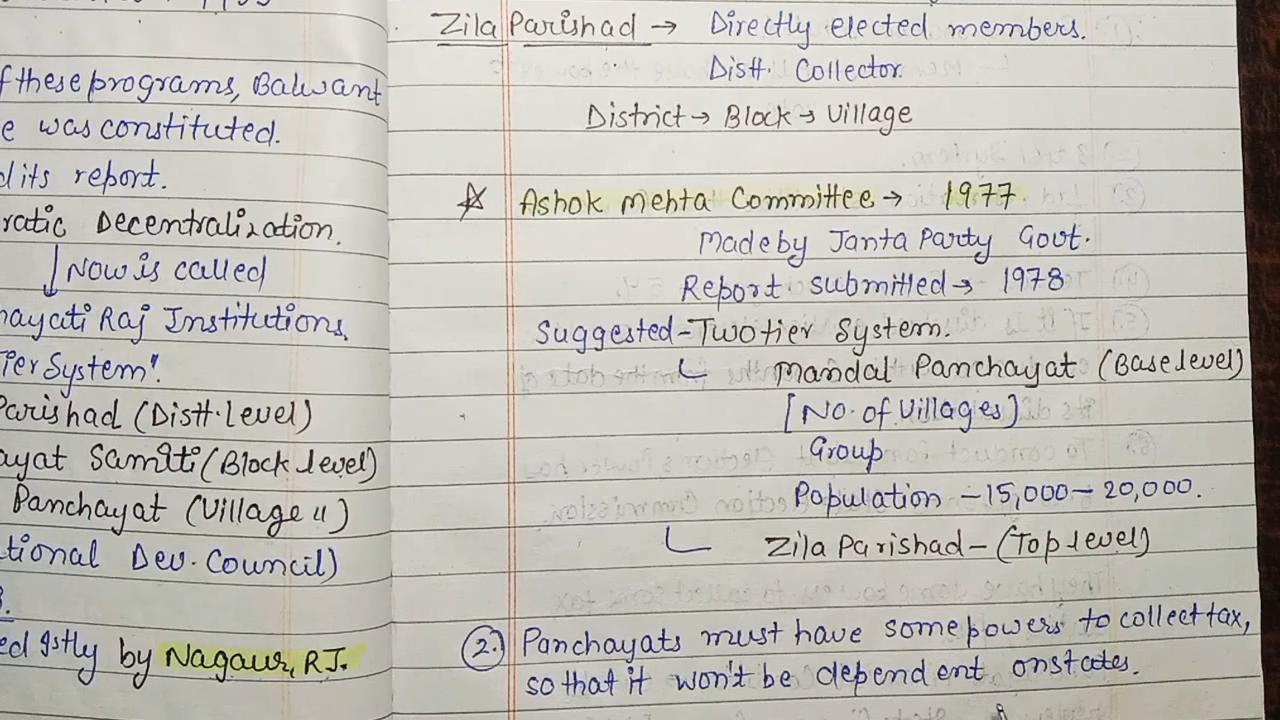 f these programs, Balwant
e was constituted.
d its report.
ratic Decentralization.
↓ Now is called
nayati Raj Institutions.
Tier System".
Parishad (Distt. Level)
ayat Samiti (Block level)
Panchayat (Village ")
tional Dev. Council)
ed Istly by Nagaur, RJ.
Zila Parishad → Directly elected members.
Distt. Collector.
District → Block → Village
☆ Ashok Mehta Committee → 1977
Made by Janta Party Govt.
Report submitted → 1978
Suggested - Two tier System.
Mandal Panchayat (Base level)
[No. of Villages]
Group
Population - 15,000 - 20,000.
Zila Parishad - (Top level)
2.) Panchayats must have some powers to collect tax,
so that it won't be dependent on states.